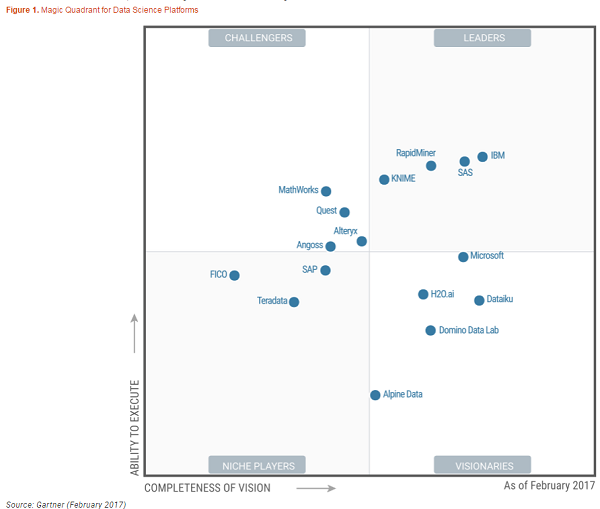 Figure 1. Magic Quadrant for Data Science Platforms
CHALLENGERS
LEADERS
RapidMiner
IBM
SAS
KNIME
MathWorks
Quest
Alteryx
Angoss
Microsoft
SAP
FICO
H2O.ai
Dataiku
Teradata
Domino Data Lab
Alpine Data
ABILITY TO EXECUTE
NICHE PLAYERS
VISIONARIES
COMPLETENESS OF VISION
As of February 2017
Source: Gartner (February 2017)